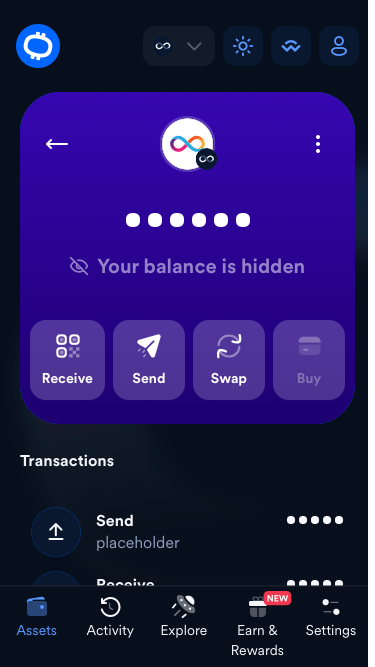 Your balance is hidden
Receive
Send
Swap
Buy
Transactions
Send
placeholder
Receive
NEW
Assets
Activity
Explore
Earn &
Rewards
Settings